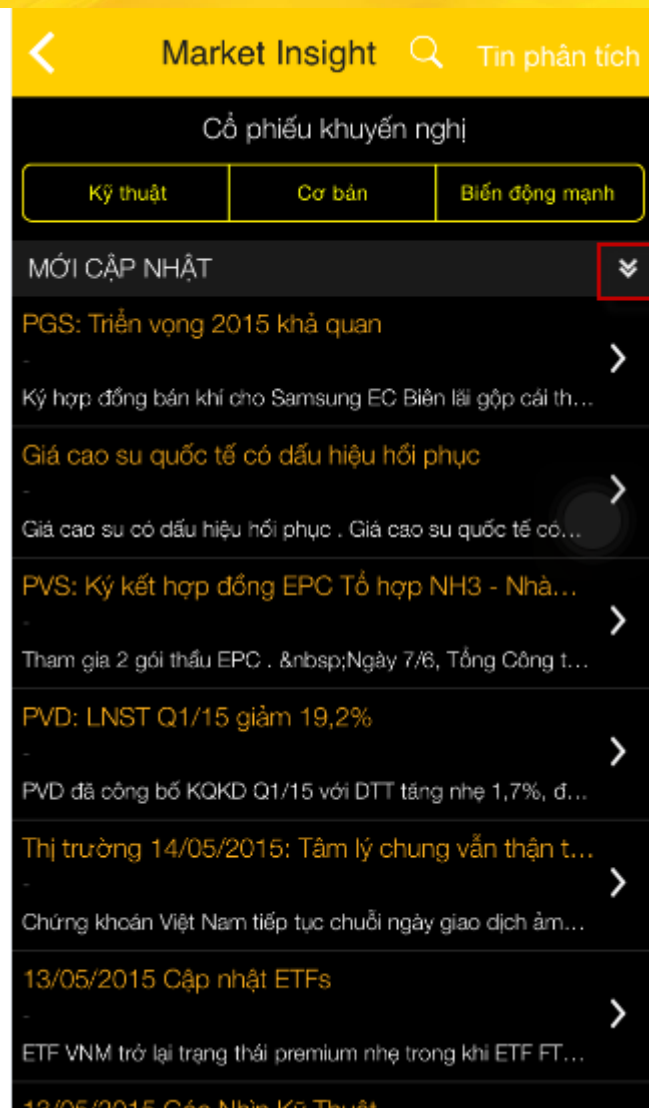 Market Insight Tin phân tích
Cổ phiếu khuyến nghị
Kỹ thuật Cơ bản Biến động mạnh
MỚI CẬP NHẬT
PGS: Triển vọng 2015 khả quan
-
Ký hợp đồng bán khí cho Samsung EC Biên lãi gộp cải th...
Giá cao su quốc tế có dấu hiệu hồi phục
-
Giá cao su có dấu hiệu hồi phục . Giá cao su quốc tế có...
PVS: Ký kết hợp đồng EPC Tổ hợp NH3 - Nhà...
-
Tham gia 2 gói thầu EPC . &nbsp;Ngày 7/6, Tổng Công t...
PVD: LNST Q1/15 giảm 19,2%
-
PVD đã công bố KQKD Q1/15 với DTT tăng nhẹ 1,7%, đ...
Thị trường 14/05/2015: Tâm lý chung vẫn thận t...
-
Chứng khoán Việt Nam tiếp tục chuỗi ngày giao dịch ảm...
13/05/2015 Cập nhật ETFs
-
ETF VNM trở lại trạng thái premium nhẹ trong khi ETF FT...
13/05/2015 Góc Nhìn Kỹ Thuật